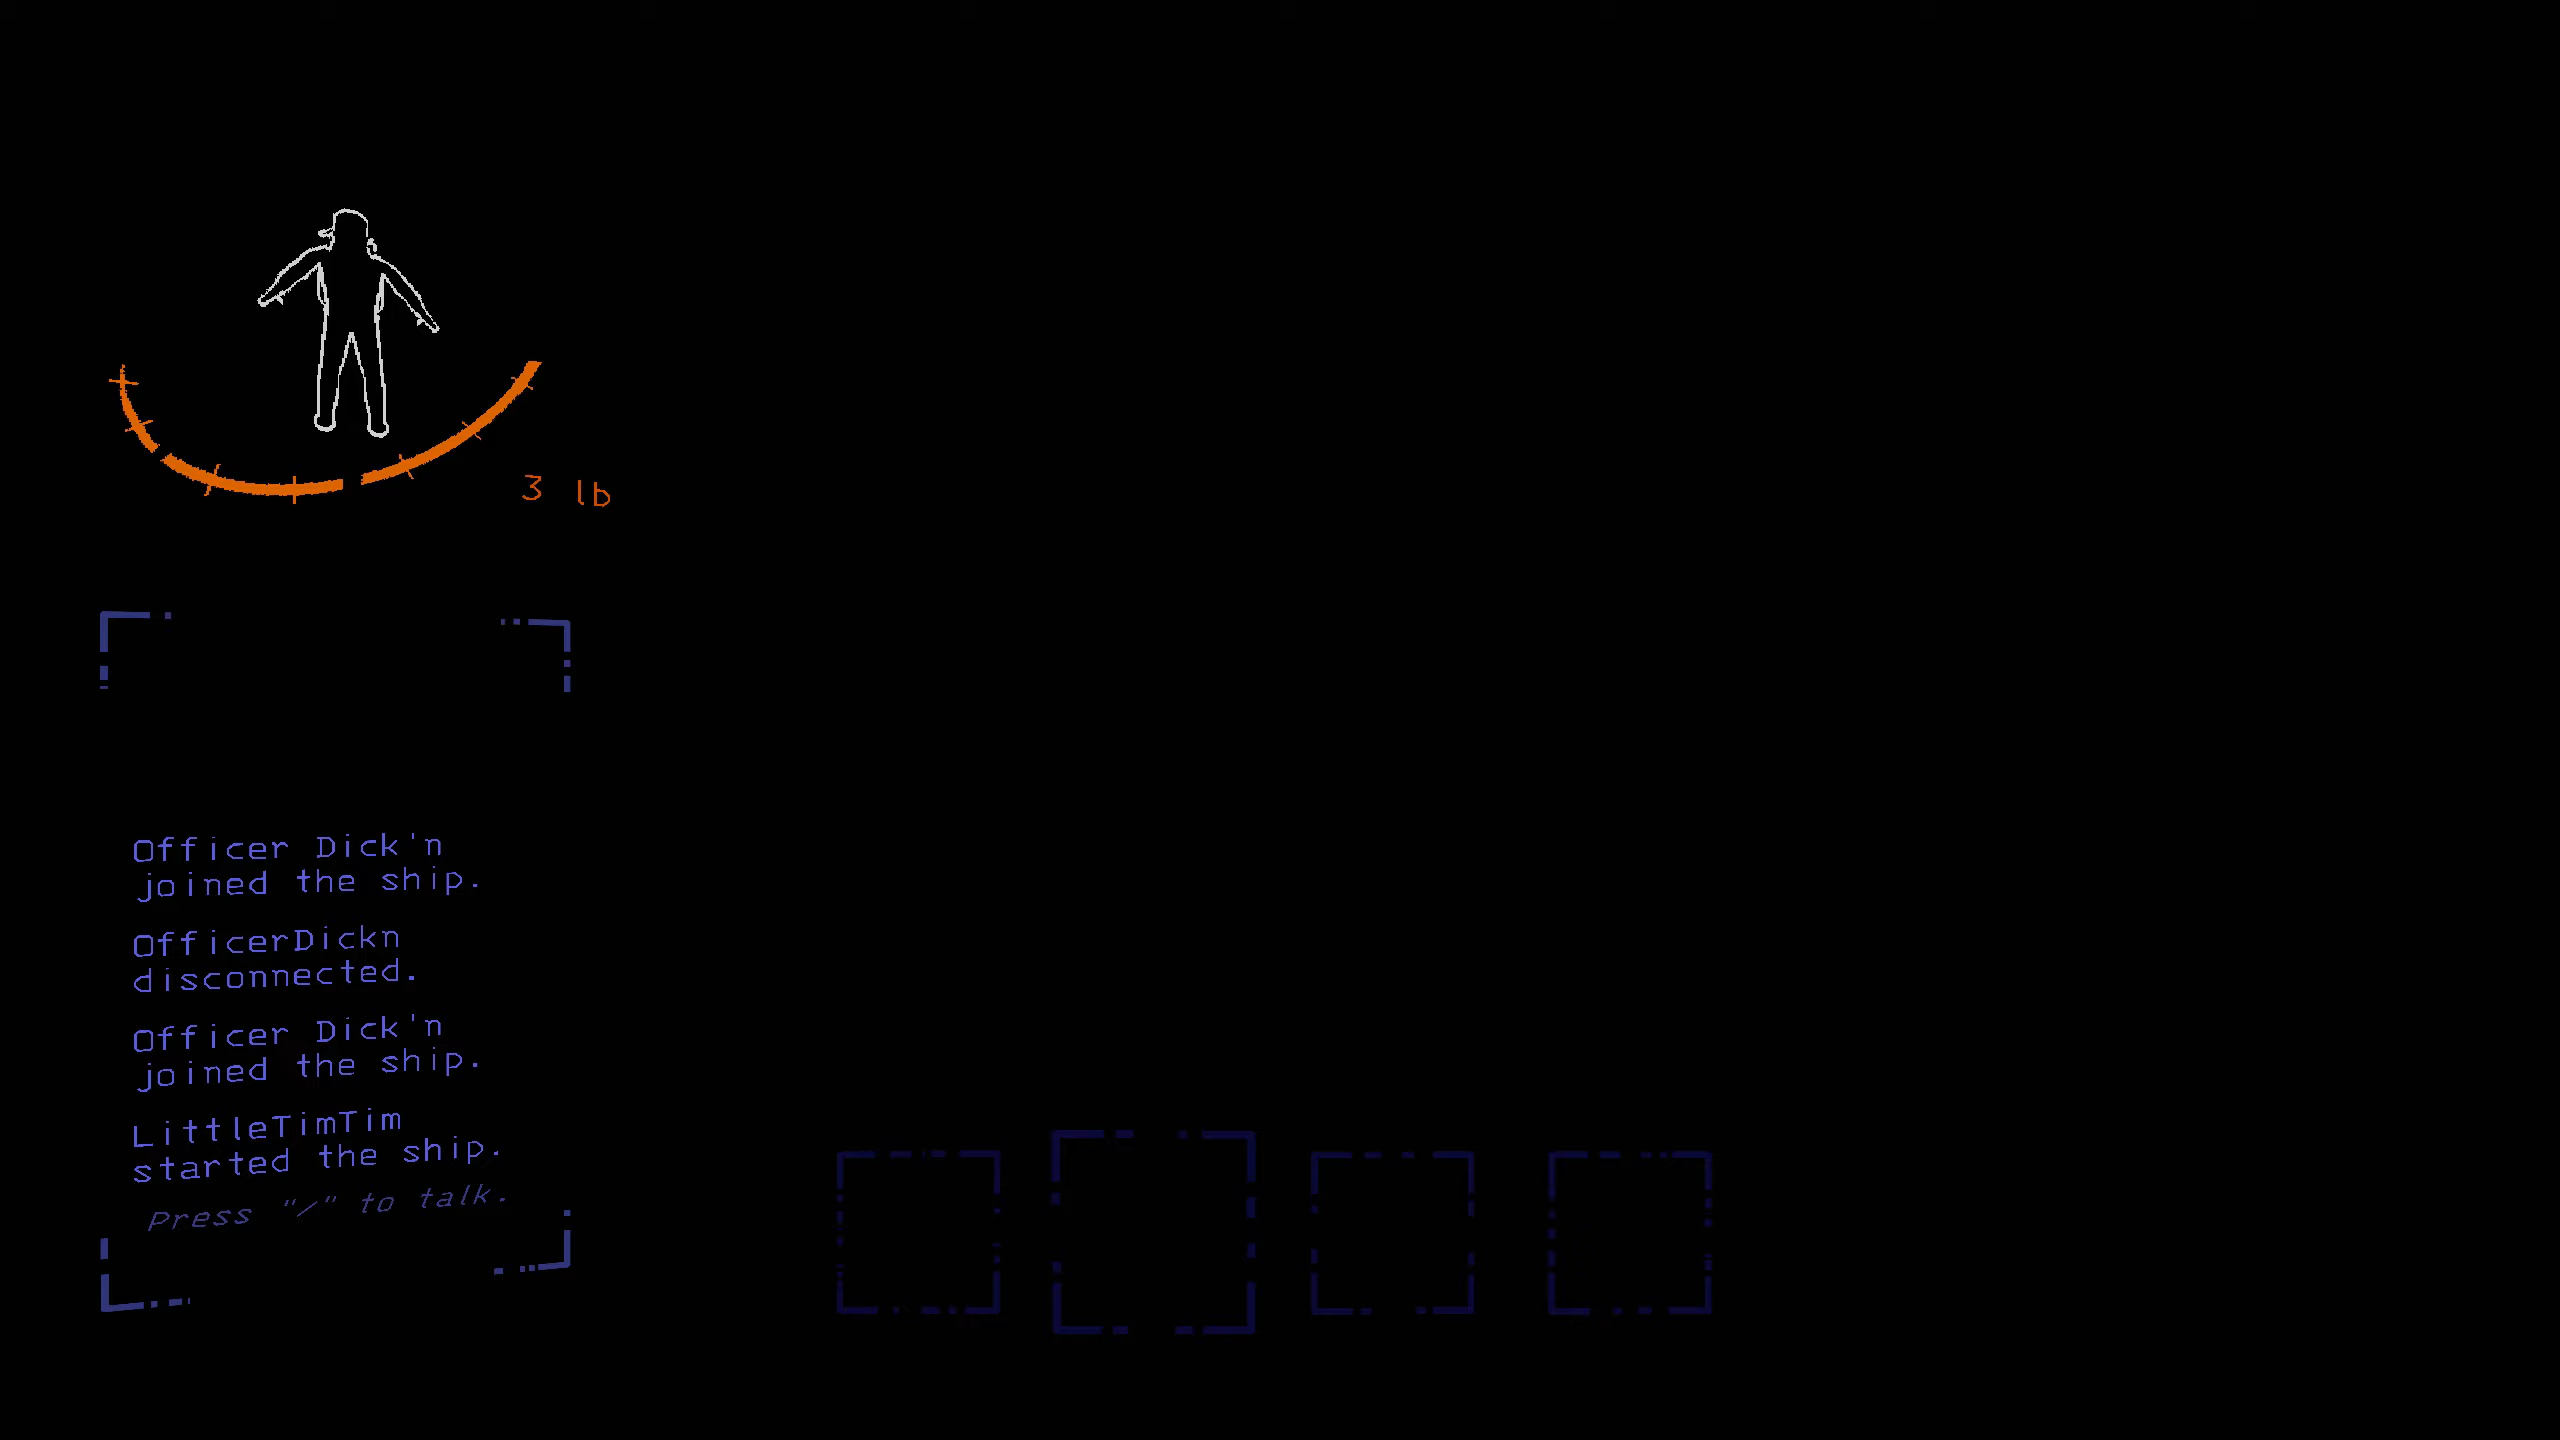 3 lb
Officer Dick'n
joined the ship.
OfficerDickn
disconnected.
Officer Dick'n
joined the ship.
LittleTimTim
started the ship.
Press "/" to talk.